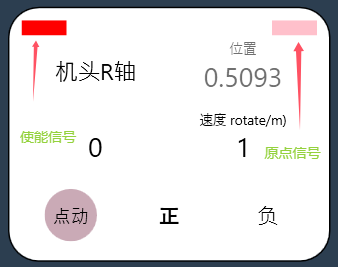 位置
机头R轴
0.5093
速度 rotate/m)
使能信号
0
1
原点信号
点动
正
负